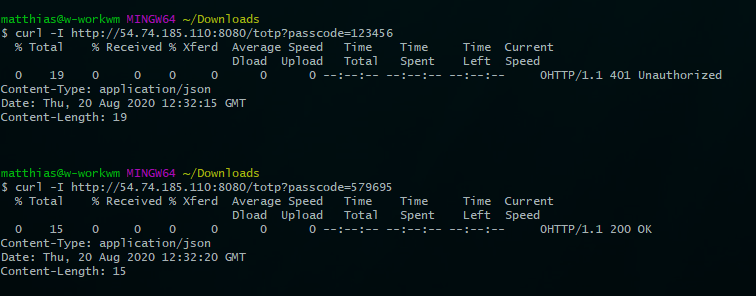 matthias@w-workwm MINGW64 ~/Downloads
$ curl -I http://54.74.185.110:8080/totp?passcode=123456
  % Total    % Received % Xferd  Average Speed   Time    Time     Time  Current
                                 Dload  Upload   Total   Spent    Left  Speed
  0    19    0     0    0     0      0      0 --:--:-- --:--:-- --:--:--     0HTTP/1.1 401 Unauthorized
Content-Type: application/json
Date: Thu, 20 Aug 2020 12:32:15 GMT
Content-Length: 19
matthias@w-workwm MINGW64 ~/Downloads
$ curl -I http://54.74.185.110:8080/totp?passcode=579695
  % Total    % Received % Xferd  Average Speed   Time    Time     Time  Current
                                 Dload  Upload   Total   Spent    Left  Speed
  0    15    0     0    0     0      0      0 --:--:-- --:--:-- --:--:--     0HTTP/1.1 200 OK
Content-Type: application/json
Date: Thu, 20 Aug 2020 12:32:20 GMT
Content-Length: 15